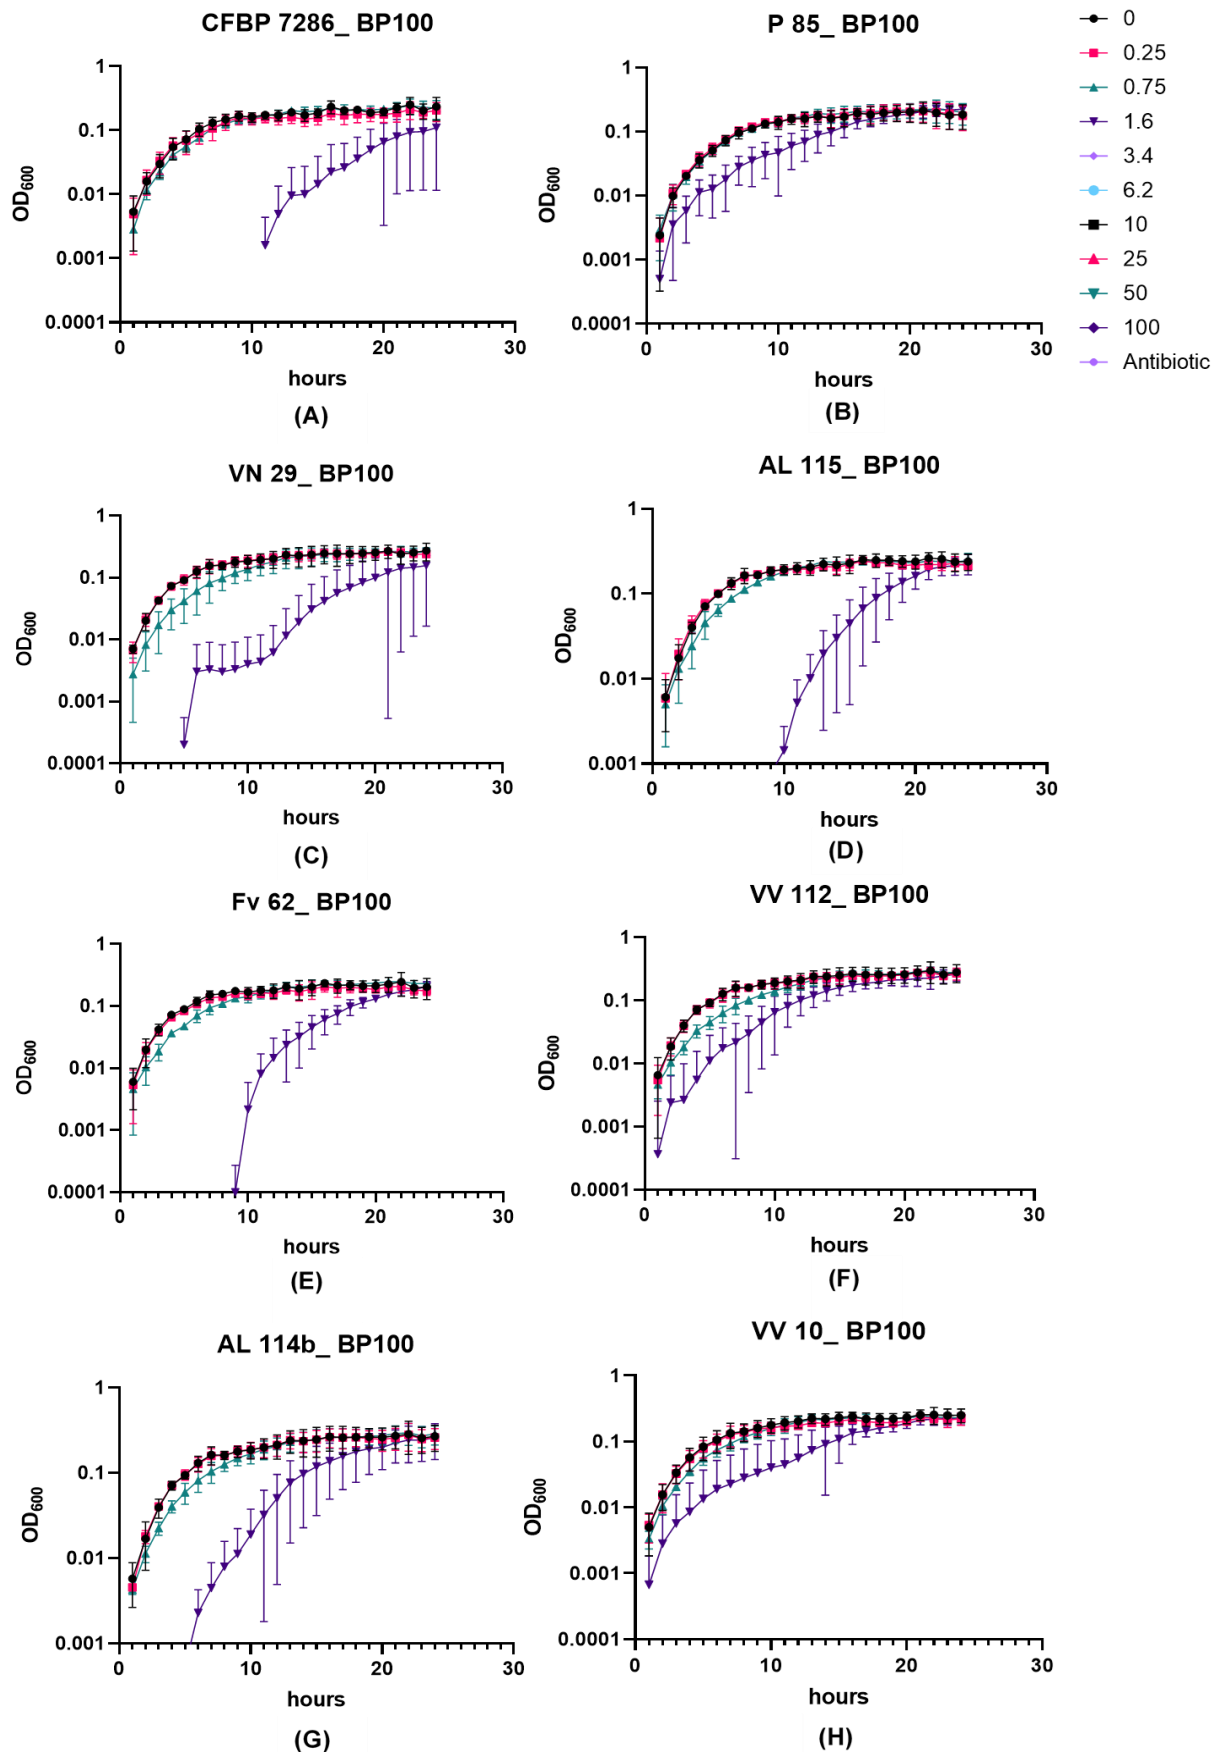 CFBP 7286_ BP100
OD600
1
0.1
0.01
0.001
0.0001
0 10 20 30
hours
(A)
P 85_ BP100
OD600
1
0.1
0.01
0.001
0.0001
0 10 20 30
hours
(B)
0
0.25
0.75
1.6
3.4
6.2
10
25
50
100
Antibiotic
VN 29_ BP100
OD600
1
0.1
0.01
0.001
0.0001
0 10 20 30
hours
(C)
AL 115_ BP100
OD600
1
0.1
0.01
0.001
0 10 20 30
hours
(D)
Fv 62_ BP100
OD600
1
0.1
0.01
0.001
0.0001
0 10 20 30
hours
(E)
VV 112_ BP100
OD600
1
0.1
0.01
0.001
0.0001
0 10 20 30
hours
(F)
AL 114b_ BP100
OD600
1
0.1
0.01
0.001
0 10 20 30
hours
(G)
VV 10_ BP100
OD600
1
0.1
0.01
0.001
0.0001
0 10 20 30
hours
(H)